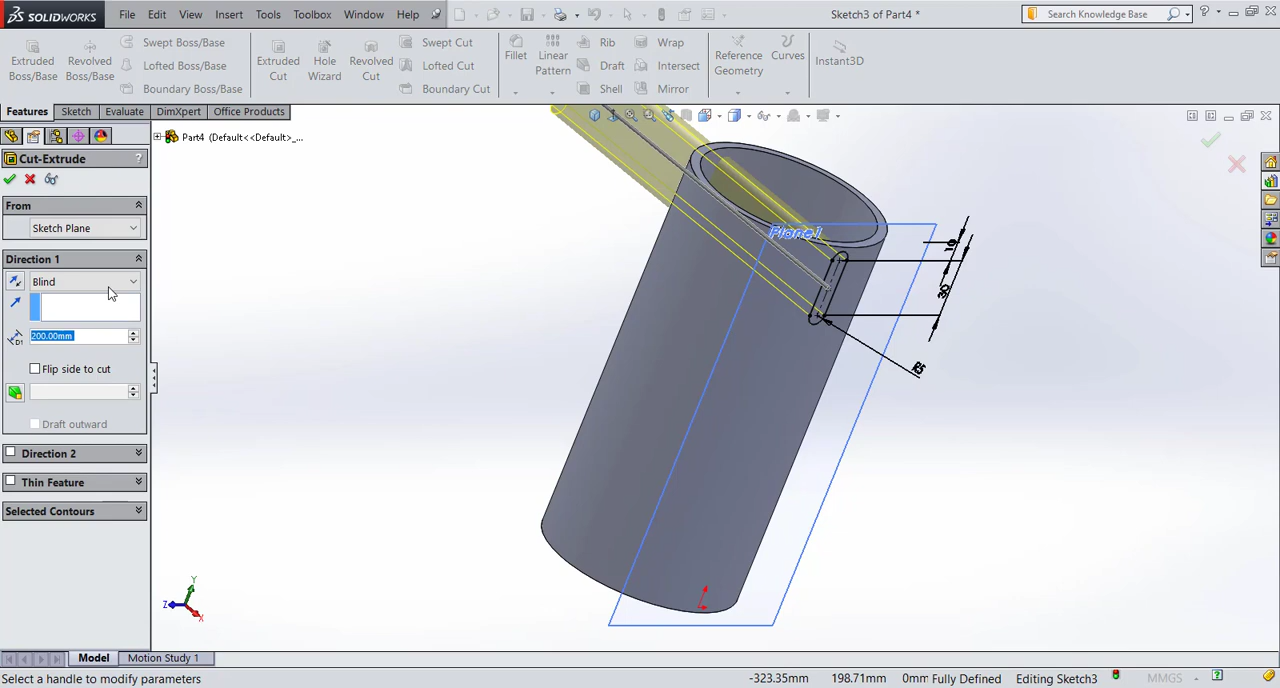 SOLIDWORKS File Edit View Insert Tools Toolbox Window Help Sketch3 of Part4 * Search Knowledge Base ?
Extruded Boss/Base
Revolved Boss/Base
Swept Boss/Base
Lofted Boss/Base
Boundary Boss/Base
Extruded Cut
Hole Wizard
Revolved Cut
Swept Cut
Lofted Cut
Boundary Cut
Fillet
Linear Pattern
Rib
Draft
Shell
Wrap
Intersect
Mirror
Reference Geometry
Curves
Instant3D
Features Sketch Evaluate DimXpert Office Products
Part4 (Default<<Default>_...
Cut-Extrude ?
From
Sketch Plane
Direction 1
Blind
D1 200.00mm
Flip side to cut
Draft outward
Direction 2
Thin Feature
Selected Contours
Plane1
10
30
R5
Y
Z
X
Model Motion Study 1
Select a handle to modify parameters -323.35mm 198.71mm 0mm Fully Defined Editing Sketch3 MMGS ?